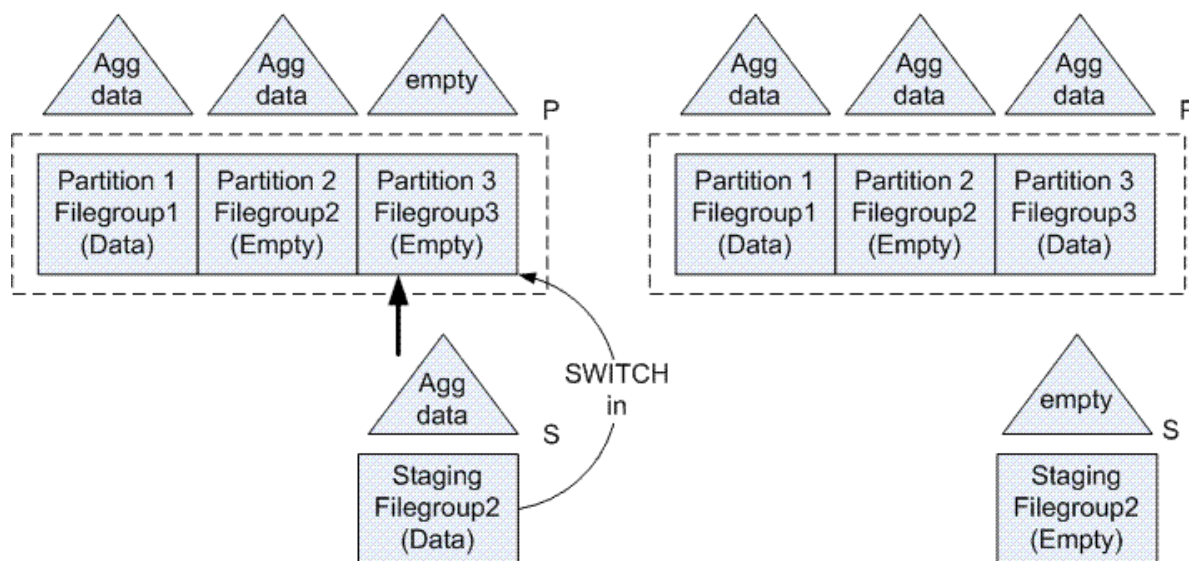 Agg
data
Agg
data
empty
P
Partition 1
Filegroup1
(Data)
Partition 2
Filegroup2
(Empty)
Partition 3
Filegroup3
(Empty)
Agg
data
S
SWITCH
in
Staging
Filegroup2
(Data)
Agg
data
Agg
data
Agg
data
P
Partition 1
Filegroup1
(Data)
Partition 2
Filegroup2
(Empty)
Partition 3
Filegroup3
(Data)
empty
S
Staging
Filegroup2
(Empty)